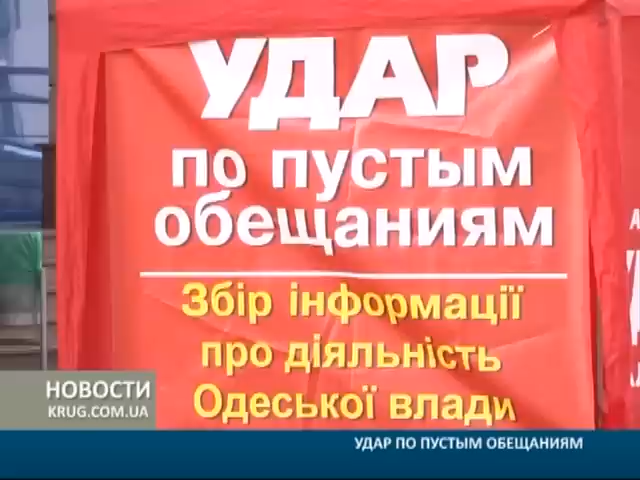 УДАР
по пустым
обещаниям
Збір інформації
про діяльність
Одеської влади
НОВОСТИ
KRUG.COM.UA
УДАР ПО ПУСТЫМ ОБЕЩАНИЯМ